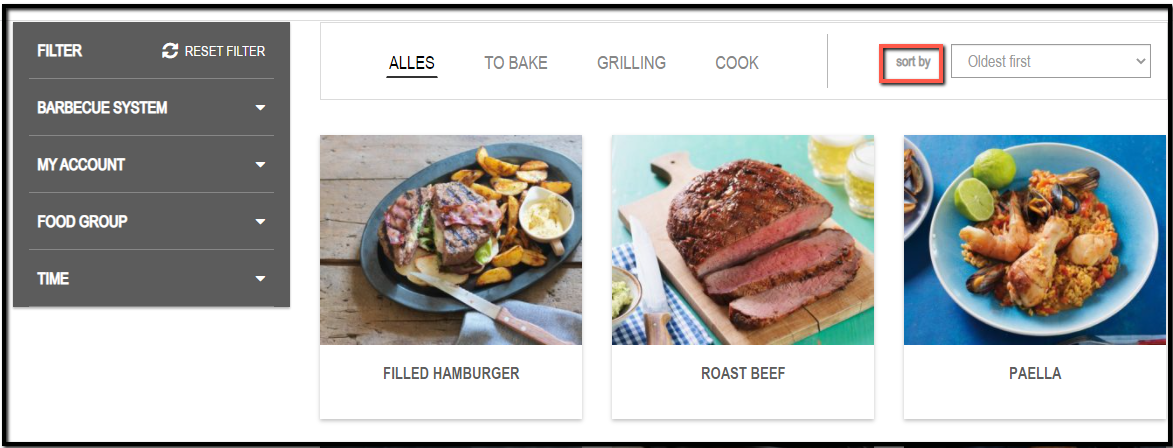 FILTER
RESET FILTER
BARBECUE SYSTEM
MY ACCOUNT
FOOD GROUP
TIME
ALLES
TO BAKE
GRILLING
COOK
sort by
Oldest first
FILLED HAMBURGER
ROAST BEEF
PAELLA